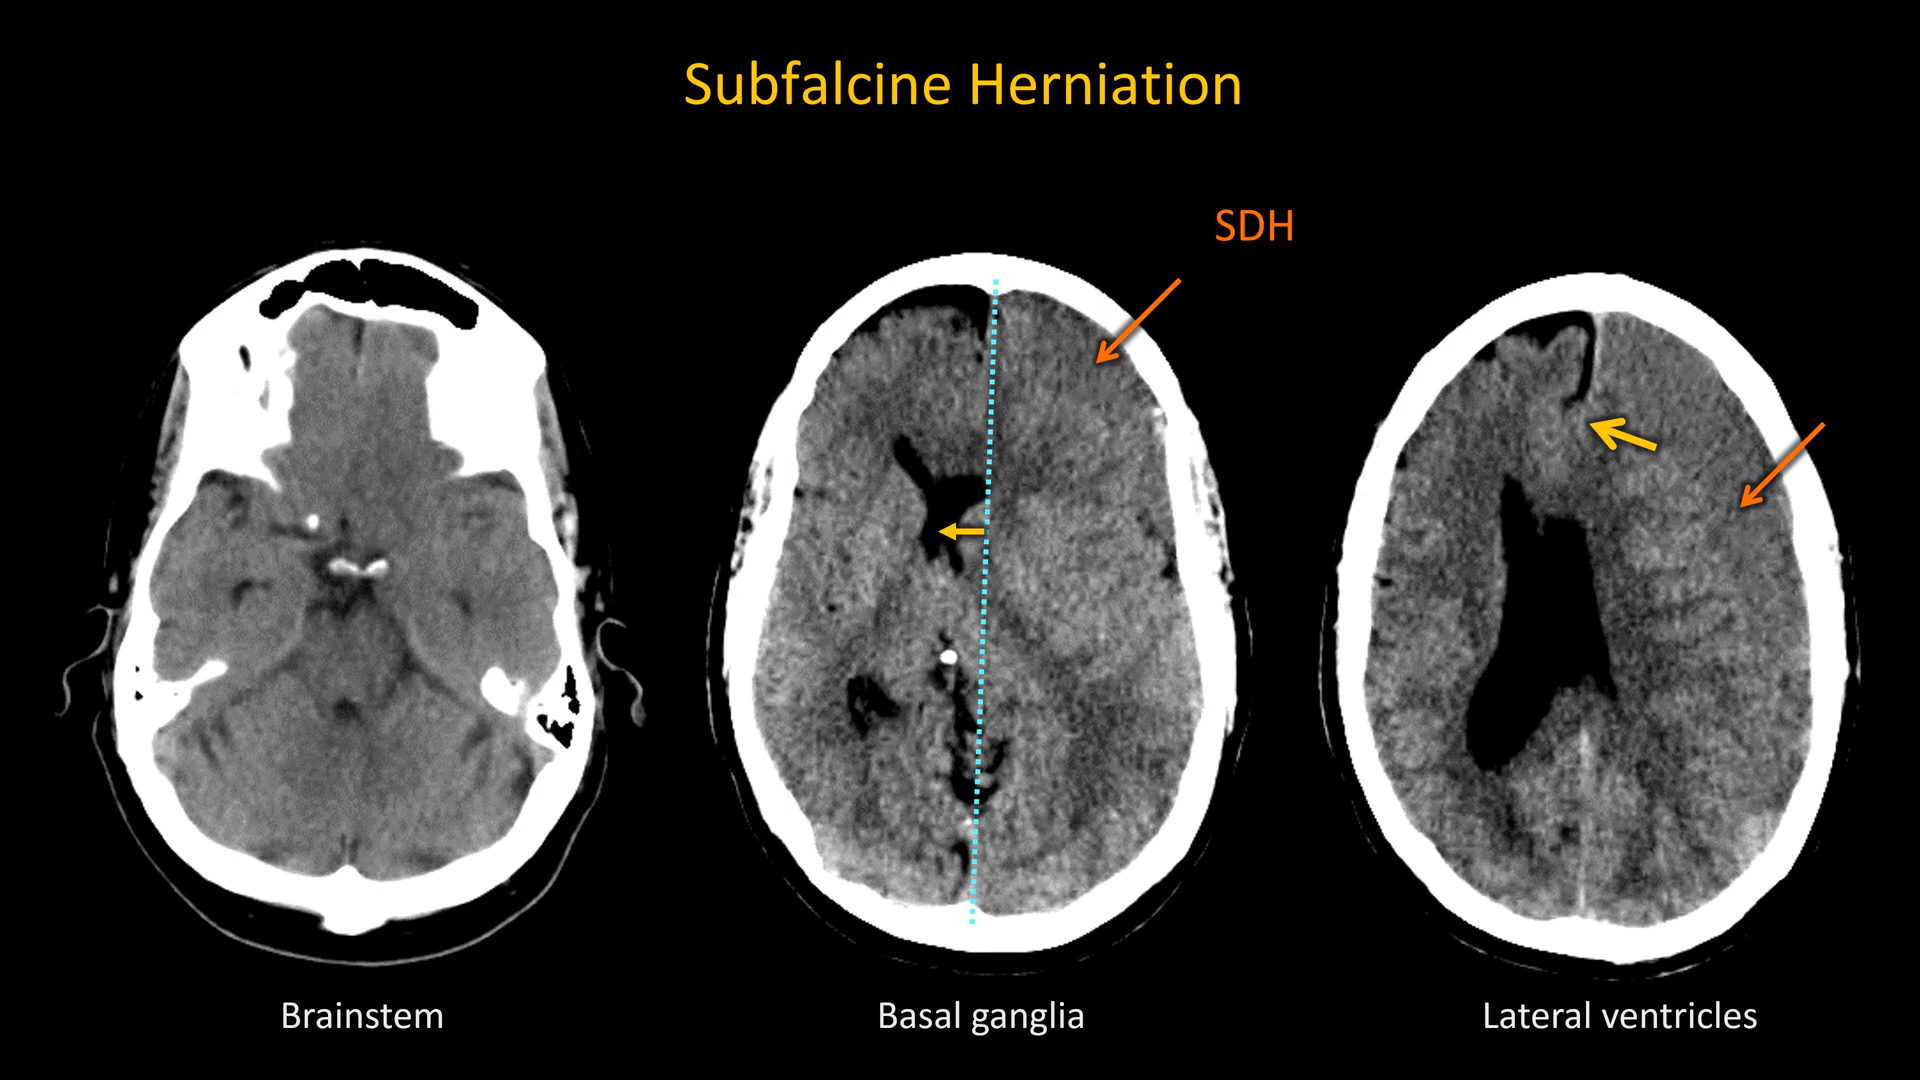 Subfalcine Herniation
SDH
Brainstem
Basal ganglia
Lateral ventricles